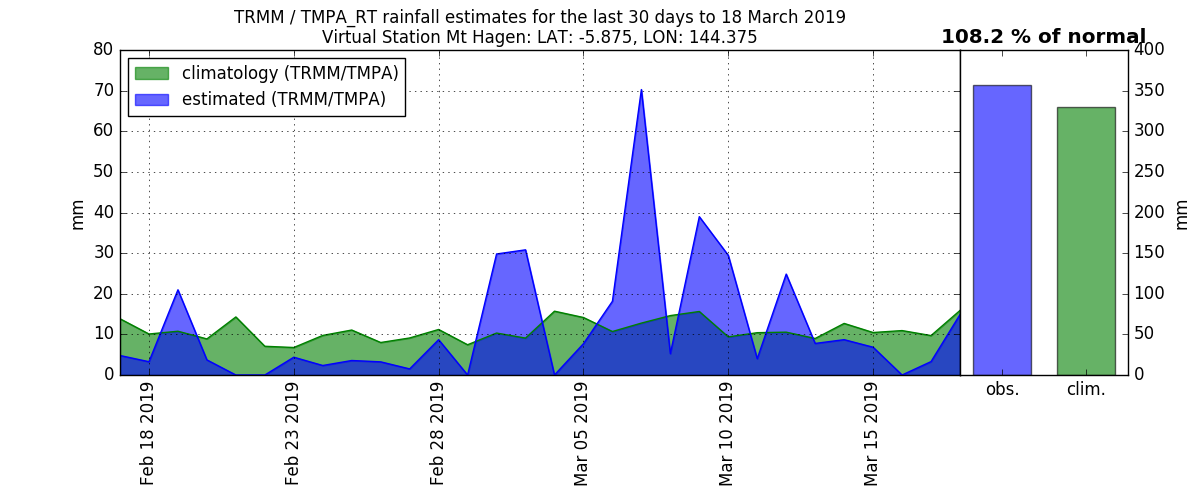 TRMM / TMPA_RT rainfall estimates for the last 30 days to 18 March 2019
Virtual Station Mt Hagen: LAT: -5.875, LON: 144.375
108.2 % of normal
climatology (TRMM/TMPA)
estimated (TRMM/TMPA)
mm
80
70
60
50
40
30
20
10
0
Feb 18 2019
Feb 23 2019
Feb 28 2019
Mar 05 2019
Mar 10 2019
Mar 15 2019
obs.
clim.
400
350
300
250
200
150
100
50
0
mm